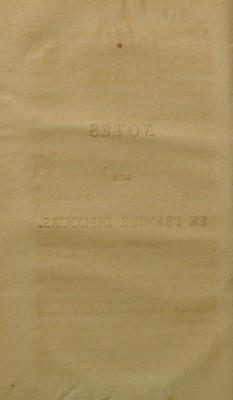 NOTES
SUR
LE PREMIER DISCOURS.